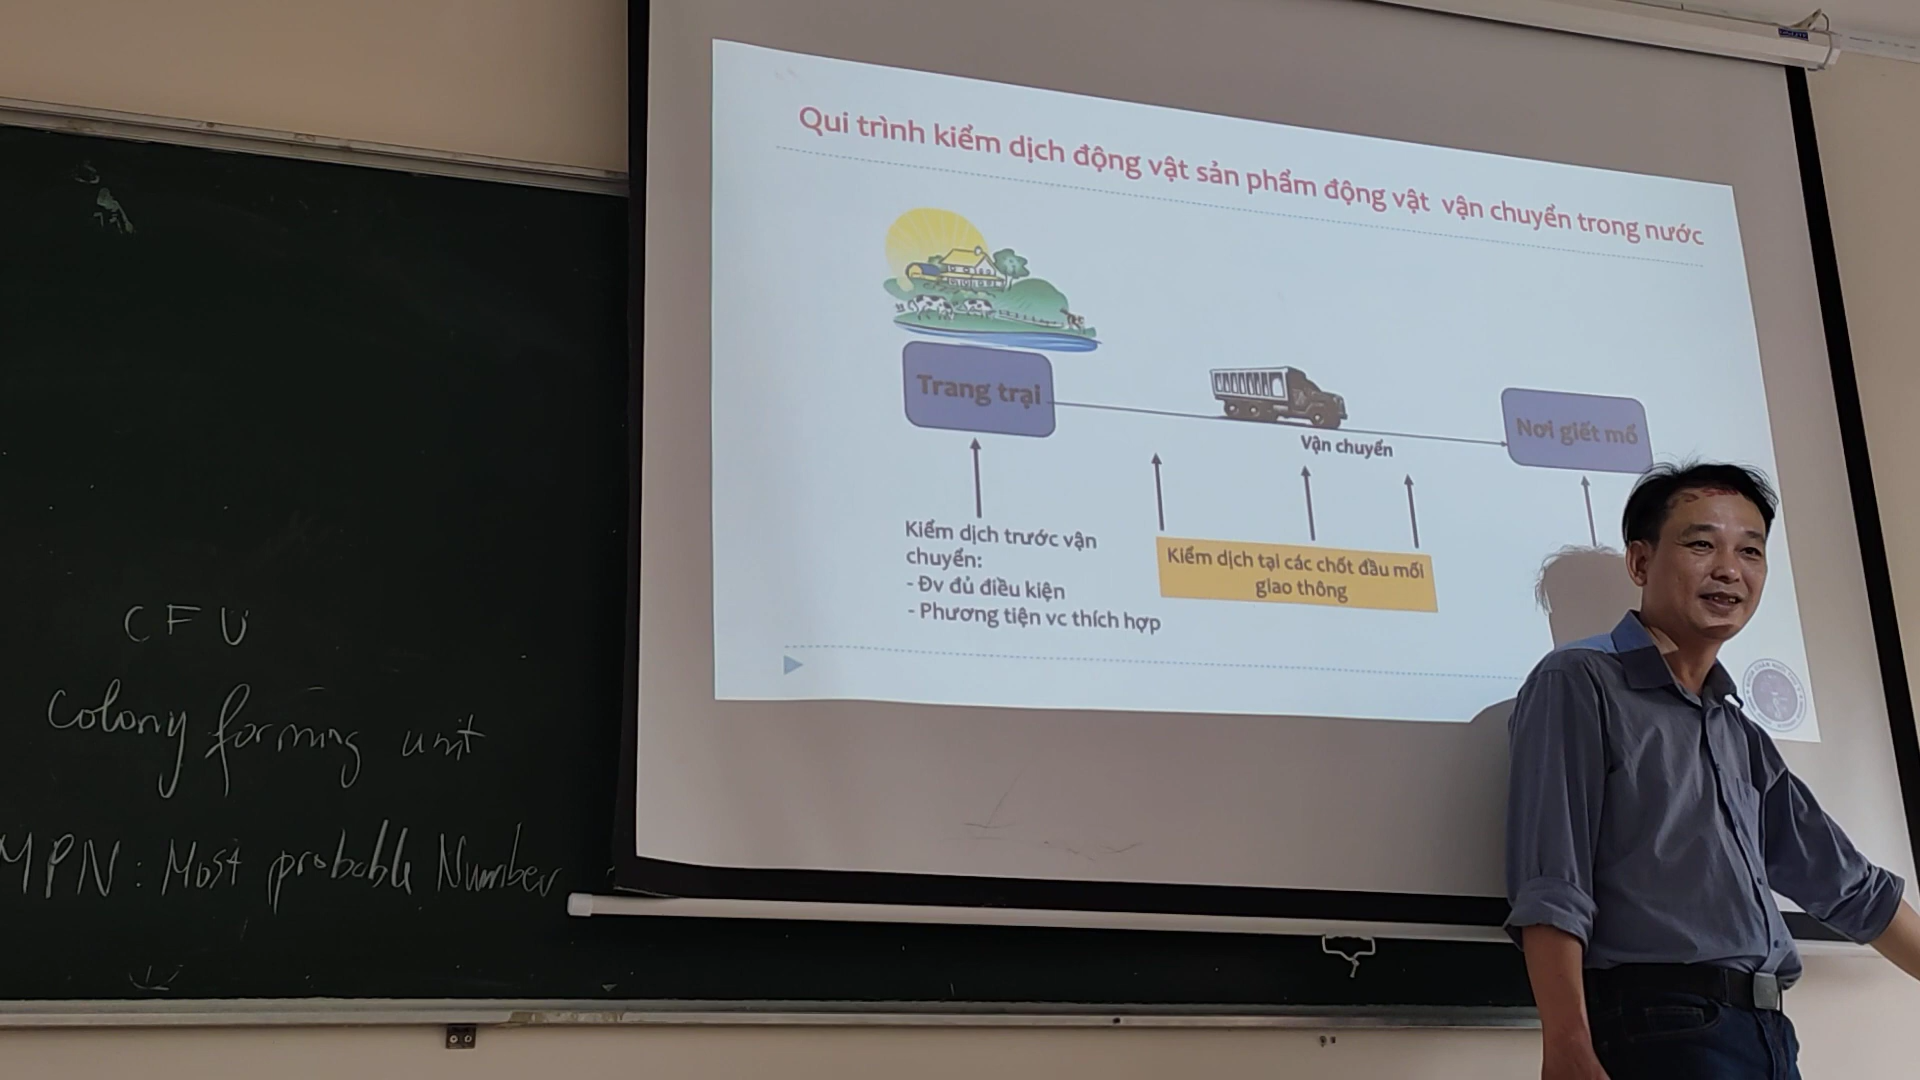 Qui trình kiểm dịch động vật sản phẩm động vật vận chuyển trong nước
Trang trại
Vận chuyển
Nơi giết mổ
Kiểm dịch trước vận
chuyển:
- Đv đủ điều kiện
- Phương tiện vc thích hợp
Kiểm dịch tại các chốt đầu mối
giao thông
CFU
Colony forming unit
MPN: Most probable Number